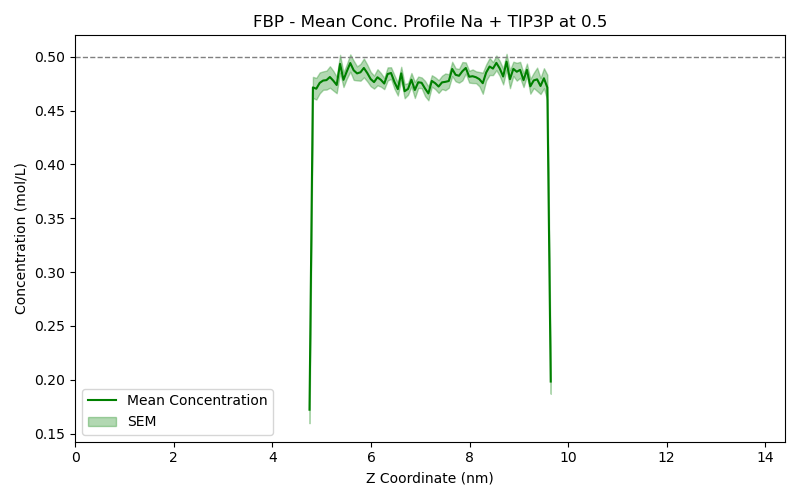 FBP - Mean Conc. Profile Na + TIP3P at 0.5
Concentration (mol/L)
0.50
0.45
0.40
0.35
0.30
0.25
0.20
0.15
Mean Concentration
SEM
0 2 4 6 8 10 12 14
Z Coordinate (nm)